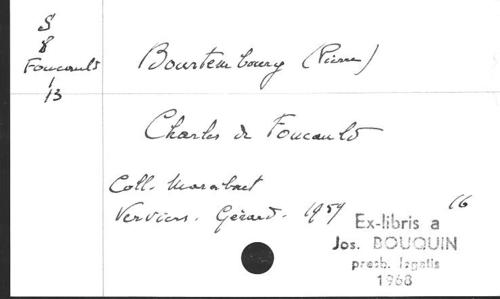 S
8
Foucauld
1
13
Bourtembourg (Pierre)
Charles de Foucauld
Coll. Marabout
Verviers. Gérard. 1959
16
Ex-libris a
Jos. BOUQUIN
presb. legatis
1968